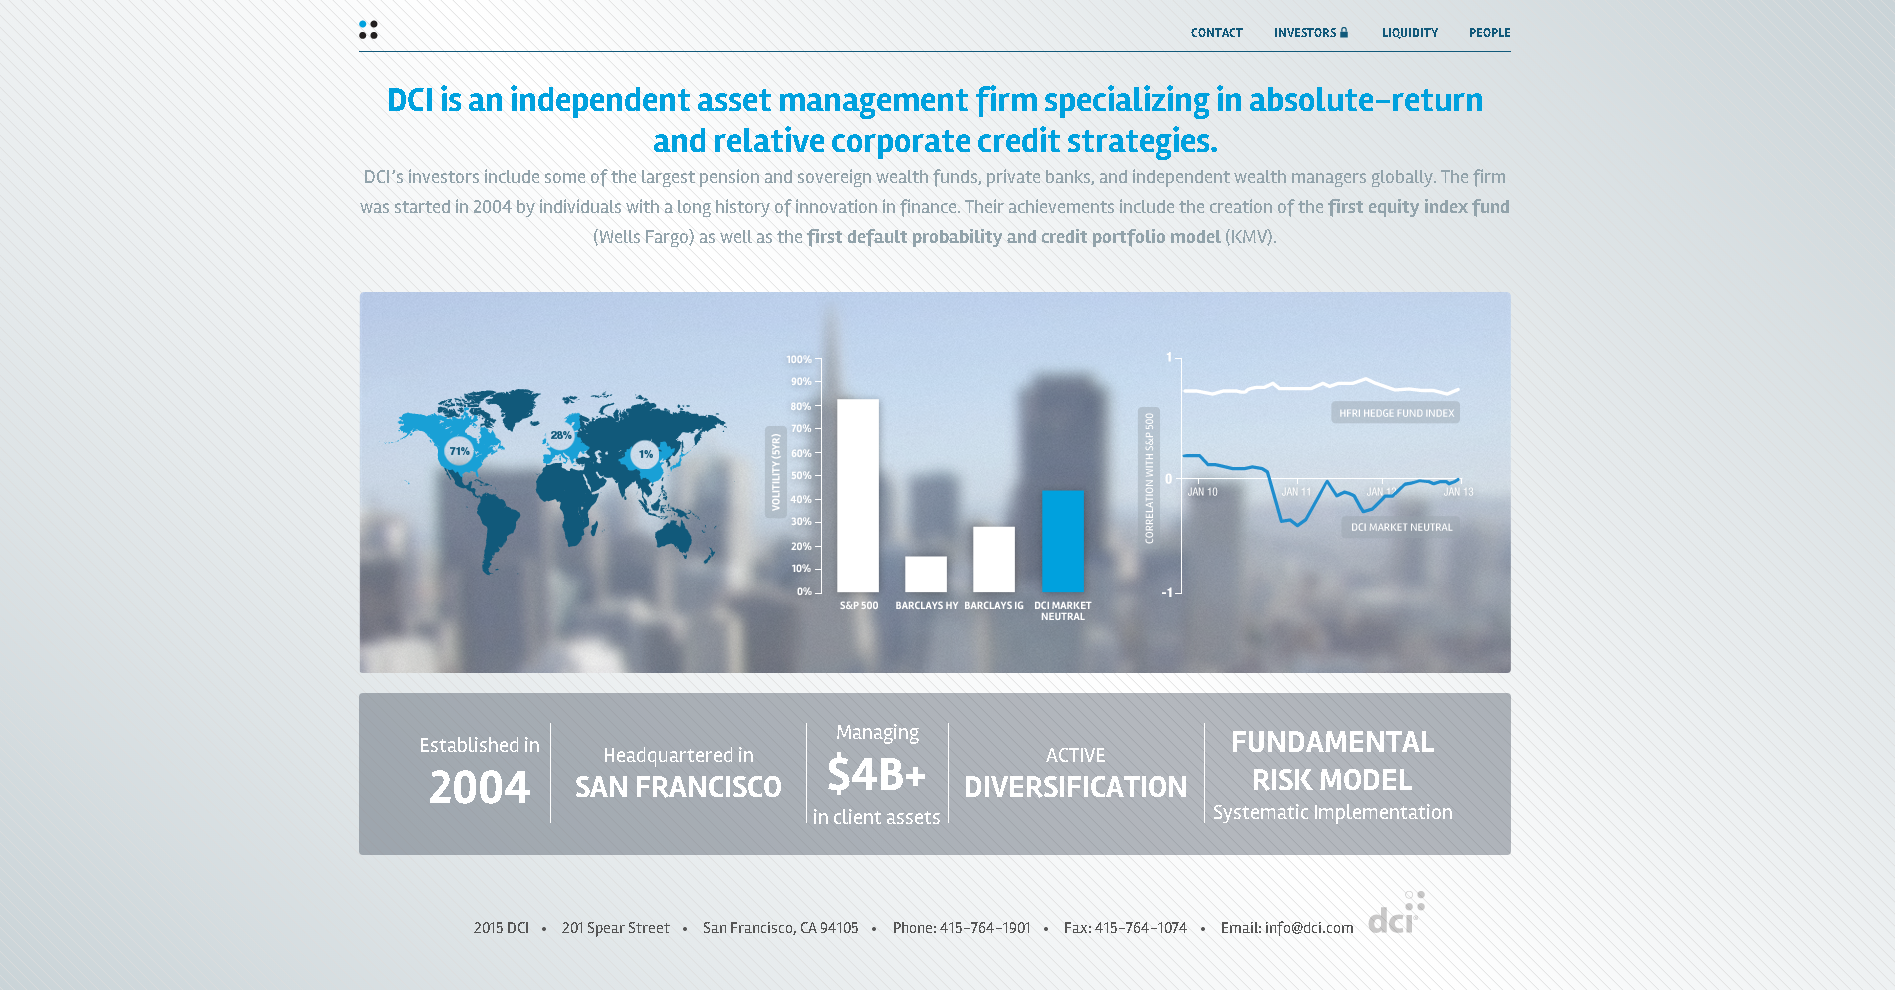 CONTACT INVESTORS LIQUIDITY PEOPLE
DCI is an independent asset management firm specializing in absolute-return
and relative corporate credit strategies.
DCI's investors include some of the largest pension and sovereign wealth funds, private banks, and independent wealth managers globally. The firm
was started in 2004 by individuals with a long history of innovation in finance. Their achievements include the creation of the first equity index fund
(Wells Fargo) as well as the first default probability and credit portfolio model (KMV).
71%
28%
1%
VOLITILITY (5YR)
100%
90%
80%
70%
60%
50%
40%
30%
20%
10%
0%
S&P 500
BARCLAYS HY
BARCLAYS IG
DCI MARKET
NEUTRAL
CORRELATION WITH S&P 500
1
0
-1
HFRI HEDGE FUND INDEX
JAN 10
JAN 11
JAN 12
JAN 13
DCI MARKET NEUTRAL
Established in
2004
Headquartered in
SAN FRANCISCO
Managing
$4B+
in client assets
ACTIVE
DIVERSIFICATION
FUNDAMENTAL
RISK MODEL
Systematic Implementation
2015 DCI • 201 Spear Street • San Francisco, CA 94105 • Phone: 415-764-1901 • Fax: 415-764-1074 • Email: info@dci.com
dci